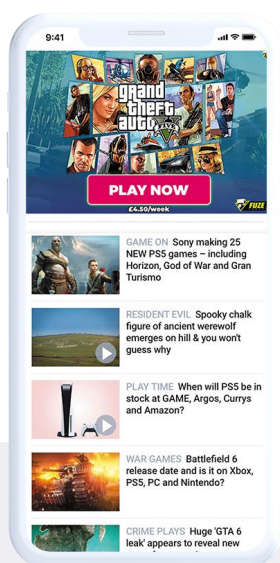 9:41
grand
theft
auto V
FIVE
PLAY NOW
£4.50/week
FUZE
GAME ON Sony making 25
NEW PS5 games – including
Horizon, God of War and Gran
Turismo
RESIDENT EVIL Spooky chalk
figure of ancient werewolf
emerges on hill & you won't
guess why
PLAY TIME When will PS5 be in
stock at GAME, Argos, Currys
and Amazon?
WAR GAMES Battlefield 6
release date and is it on Xbox,
PS5, PC and Nintendo?
CRIME PLAYS Huge 'GTA 6
leak' appears to reveal new